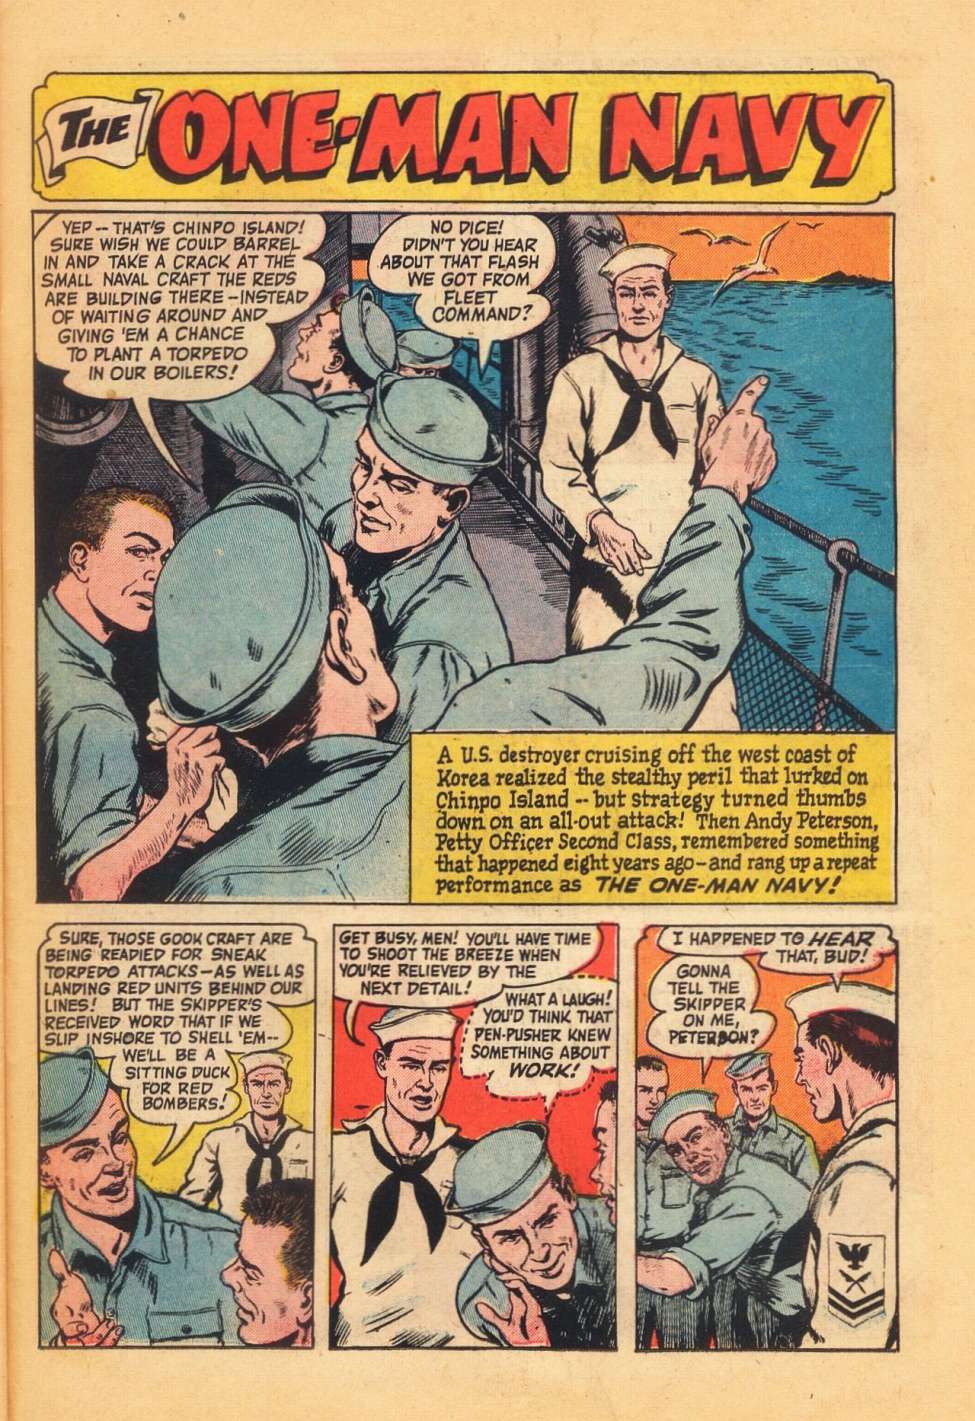 THE ONE-MAN NAVY
YEP -- THAT'S CHINPO ISLAND!
SURE WISH WE COULD BARREL
IN AND TAKE A CRACK AT THE
SMALL NAVAL CRAFT THE REDS
ARE BUILDING THERE -- INSTEAD
OF WAITING AROUND AND
GIVING 'EM A CHANCE
TO PLANT A TORPEDO
IN OUR BOILERS!
NO DICE!
DIDN'T YOU HEAR
ABOUT THAT FLASH
WE GOT FROM
FLEET
COMMAND?
A U.S. destroyer cruising off the west coast of
Korea realized the stealthy peril that lurked on
Chinpo Island -- but strategy turned thumbs
down on an all-out attack! Then Andy Peterson,
Petty Officer Second Class, remembered something
that happened eight years ago -- and rang up a repeat
performance as THE ONE-MAN NAVY!
SURE, THOSE GOOK CRAFT ARE
BEING READIED FOR SNEAK
TORPEDO ATTACKS -- AS WELL AS
LANDING RED UNITS BEHIND OUR
LINES! BUT THE SKIPPER'S
RECEIVED WORD THAT IF WE
SLIP INSHORE TO SHELL 'EM --
WE'LL BE A
SITTING DUCK
FOR RED
BOMBERS!
GET BUSY, MEN! YOU'LL HAVE TIME
TO SHOOT THE BREEZE WHEN
YOU'RE RELIEVED BY THE
NEXT DETAIL!
WHAT A LAUGH!
YOU'D THINK THAT
PEN-PUSHER KNEW
SOMETHING ABOUT
WORK!
I HAPPENED TO HEAR
THAT, BUD!
GONNA
TELL THE
SKIPPER
ON ME,
PETERSON?